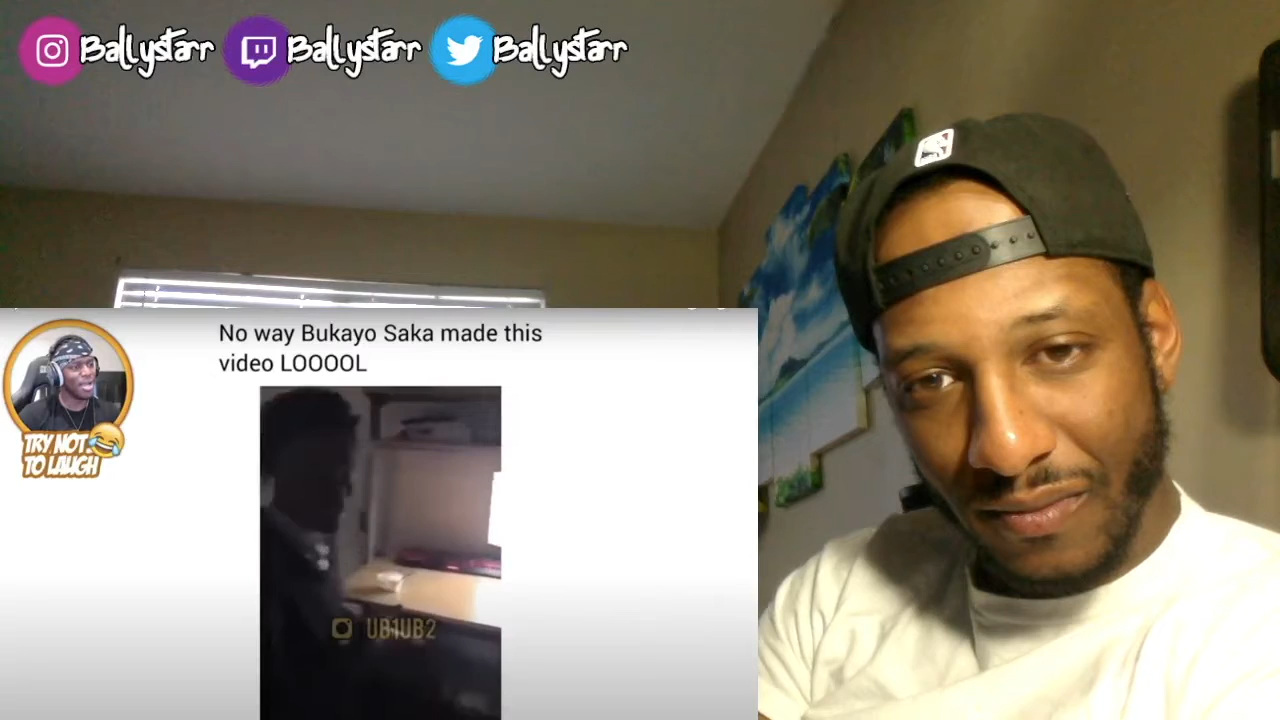 Ballystarr Ballystarr Ballystarr
No way Bukayo Saka made this
video LOOOOL
TRY NOT
TO LAUGH
UB1UB2